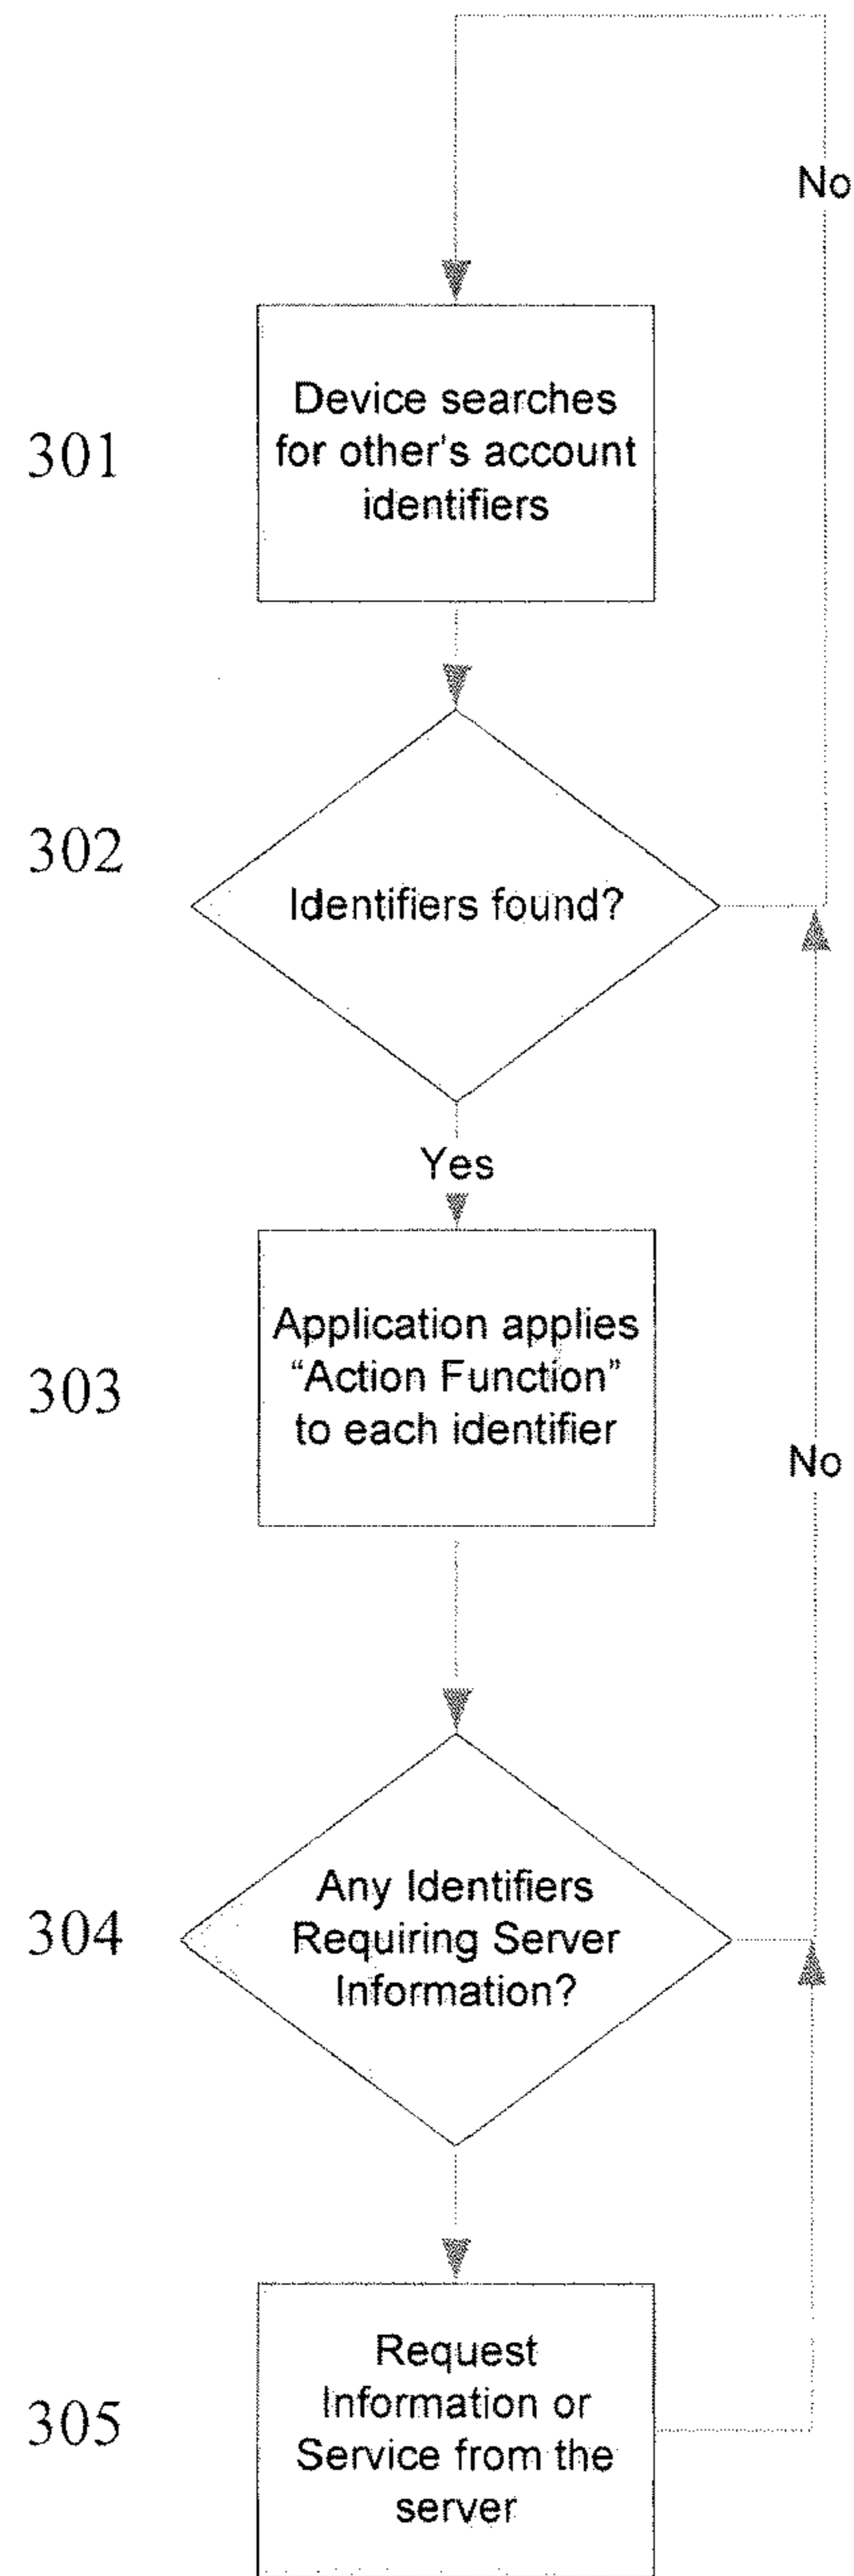 No
301
Device searches
for other's account
identifiers
302
Identifiers found?
Yes
303
Application applies
“Action Function”
to each identifier
No
304
Any Identifiers
Requiring Server
Information?
305
Request
Information or
Service from the
server